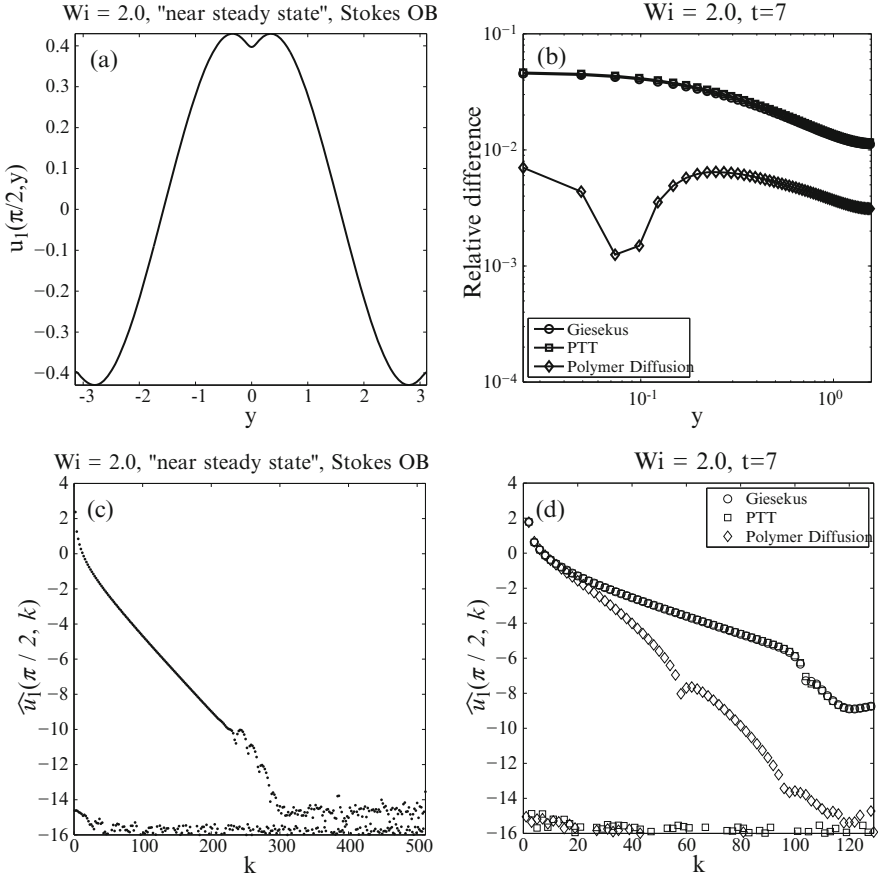 Wi = 2.0, "near steady state", Stokes OB
(a)
0.4
0.3
0.2
0.1
0
−0.1
−0.2
−0.3
−0.4
u1(π/2,y)
-3 -2 -1 0 1 2 3
y
Wi = 2.0, t=7
(b)
10⁻¹
10⁻²
10⁻³
10⁻⁴
Relative difference
Giesekus
PTT
Polymer Diffusion
10⁻¹ 10⁰
y
Wi = 2.0, "near steady state", Stokes OB
(c)
4
2
0
−2
−4
−6
−8
−10
−12
−14
−16
û1(π / 2, k)
0 100 200 300 400 500
k
Wi = 2.0, t=7
(d)
4
2
0
−2
−4
−6
−8
−10
−12
−14
−16
û1(π / 2, k)
Giesekus
PTT
Polymer Diffusion
0 20 40 60 80 100 120
k